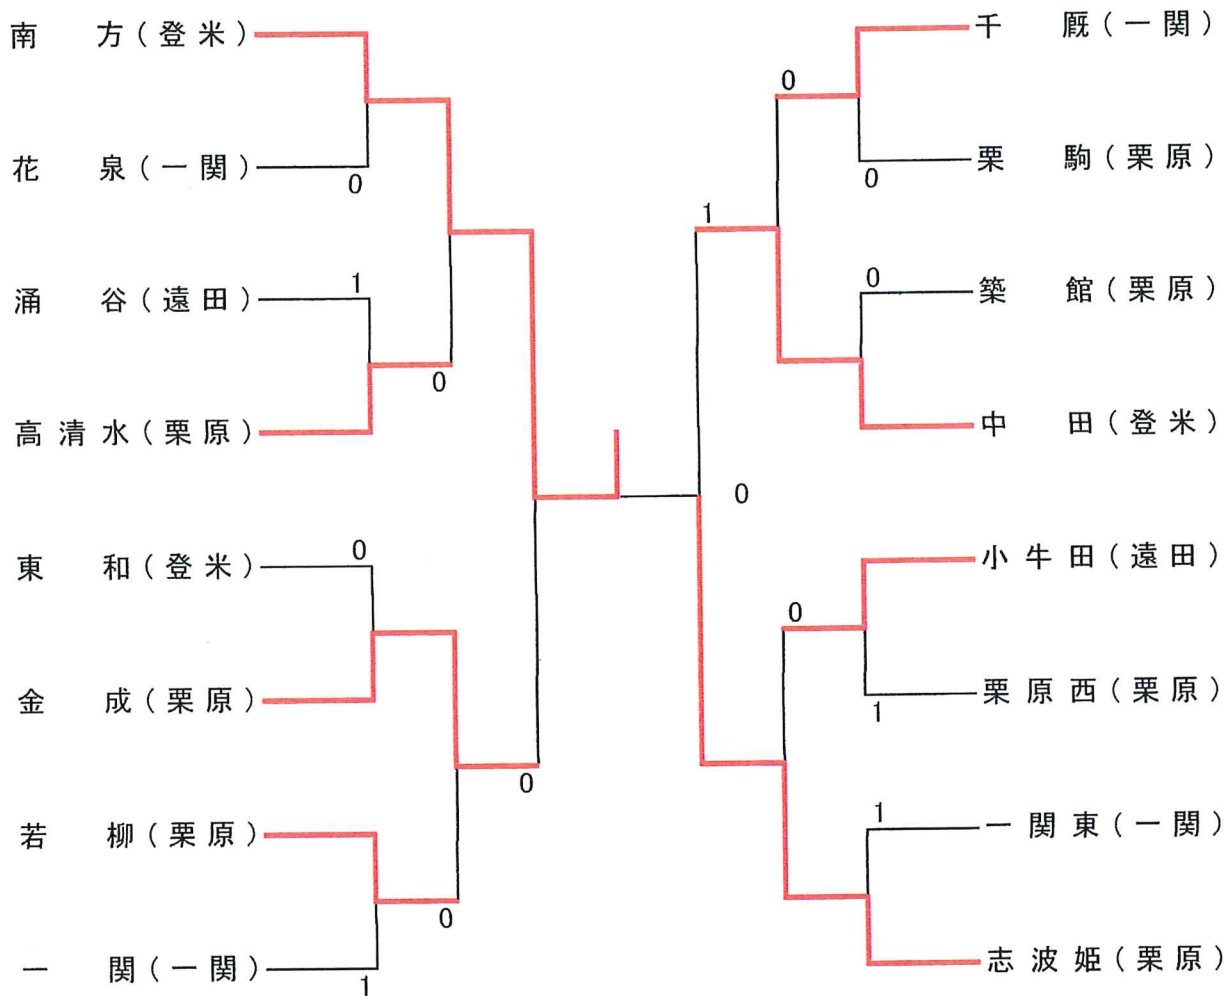 南方(登米)
花泉(一関)
0
涌谷(遠田)
1
高清水(栗原)
0
東和(登米)
0
金成(栗原)
0
若柳(栗原)
0
一関(一関)
1
千厩(一関)
0
栗駒(栗原)
0
1
築館(栗原)
0
中田(登米)
0
小牛田(遠田)
0
栗原西(栗原)
1
一関東(一関)
1
志波姫(栗原)